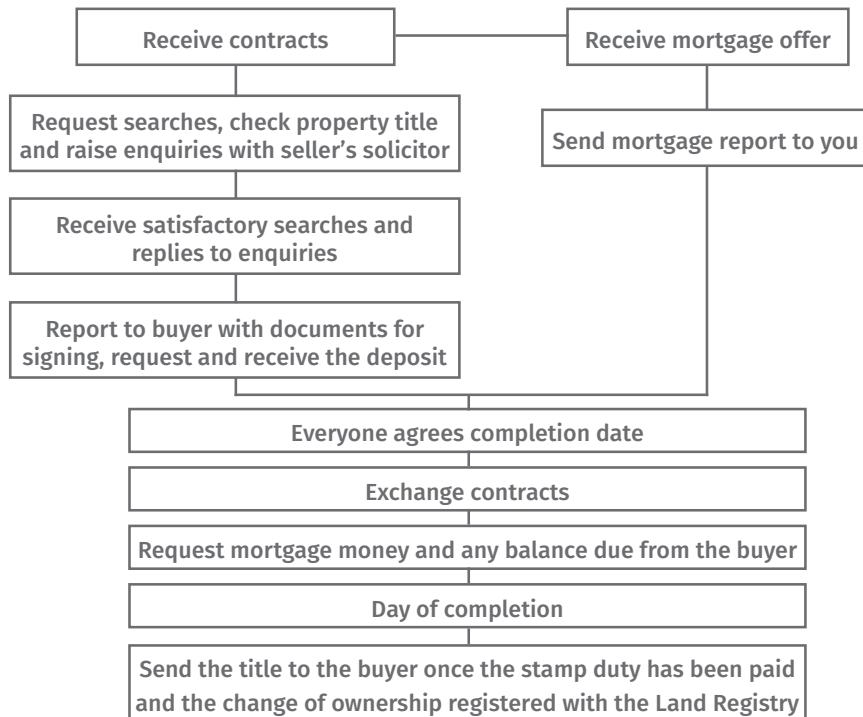 Receive contracts
Receive mortgage offer
Request searches, check property title
and raise enquiries with seller's solicitor
Send mortgage report to you
Receive satisfactory searches and
replies to enquiries
Report to buyer with documents for
signing, request and receive the deposit
Everyone agrees completion date
Exchange contracts
Request mortgage money and any balance due from the buyer
Day of completion
Send the title to the buyer once the stamp duty has been paid
and the change of ownership registered with the Land Registry